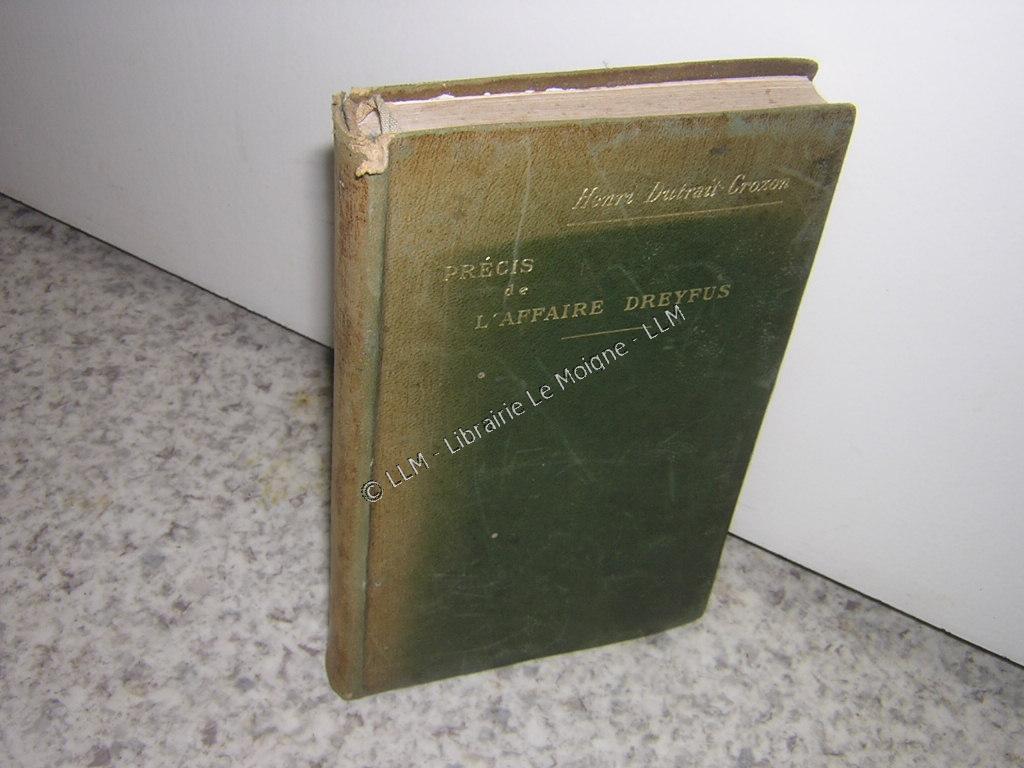 Henri Dutrait-Crozon
PRÉCIS
de
L'AFFAIRE DREYFUS
© LLM - Librairie Le Moigne - LLM